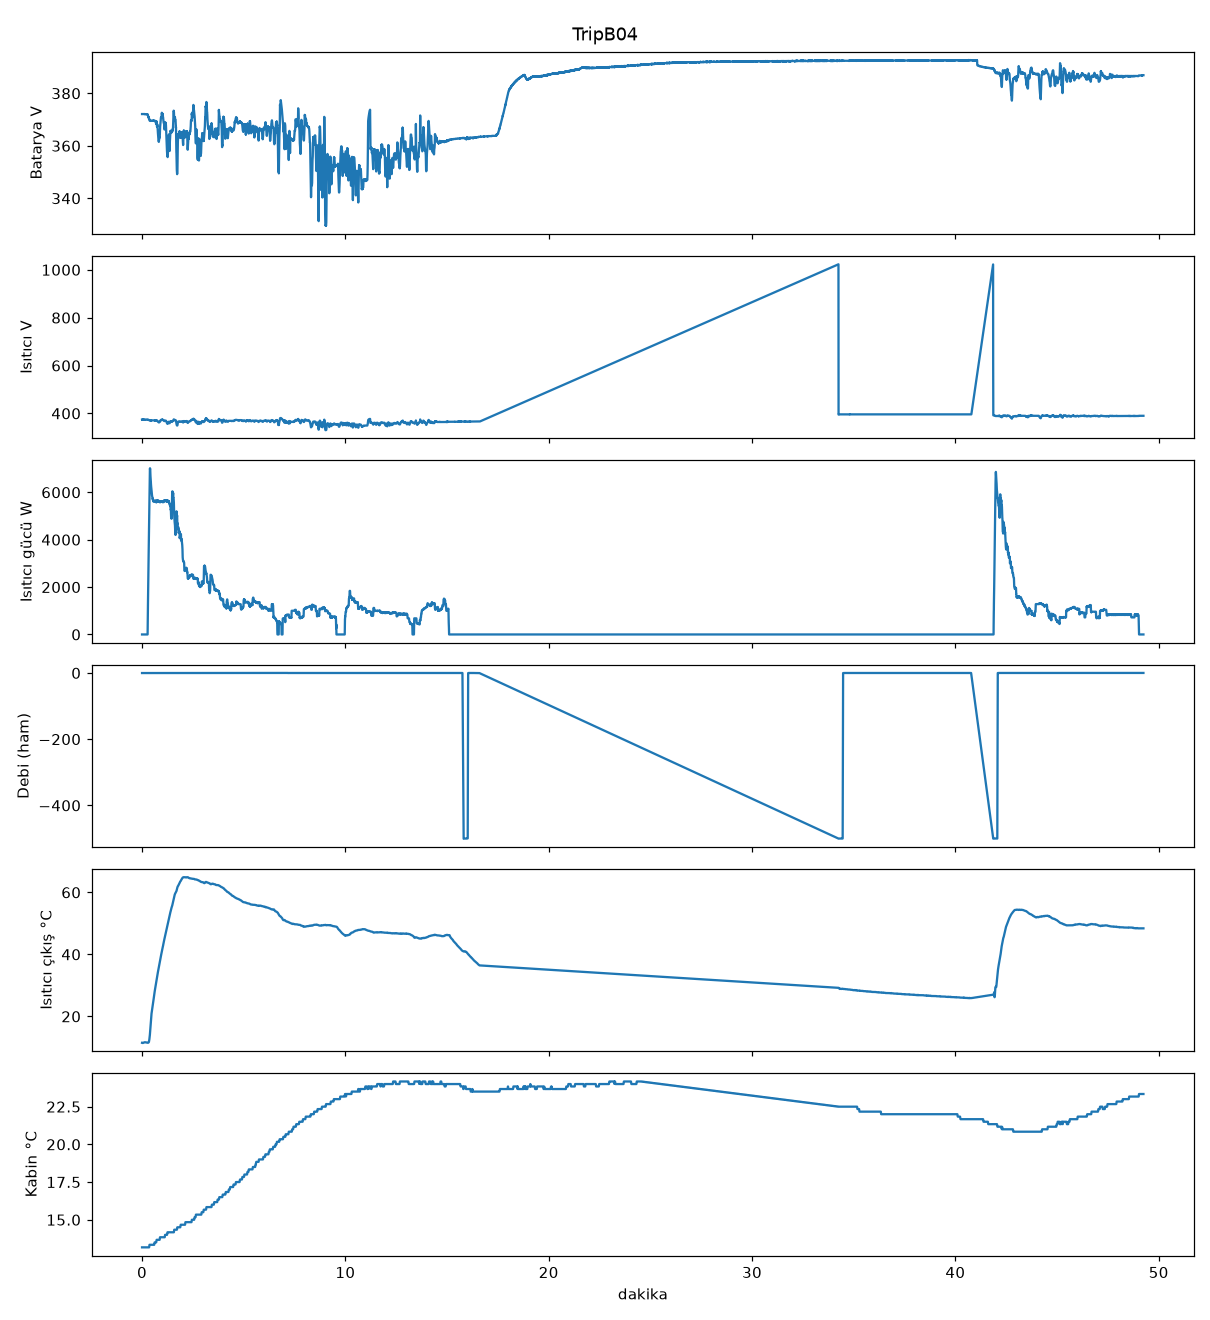 TripB04
Batarya V
380
360
340
Isıtıcı V
1000
800
600
400
Isıtıcı gücü W
6000
4000
2000
0
Debi (ham)
0
−200
−400
Isıtıcı çıkış °C
60
40
20
Kabin °C
22.5
20.0
17.5
15.0
0 10 20 30 40 50
dakika